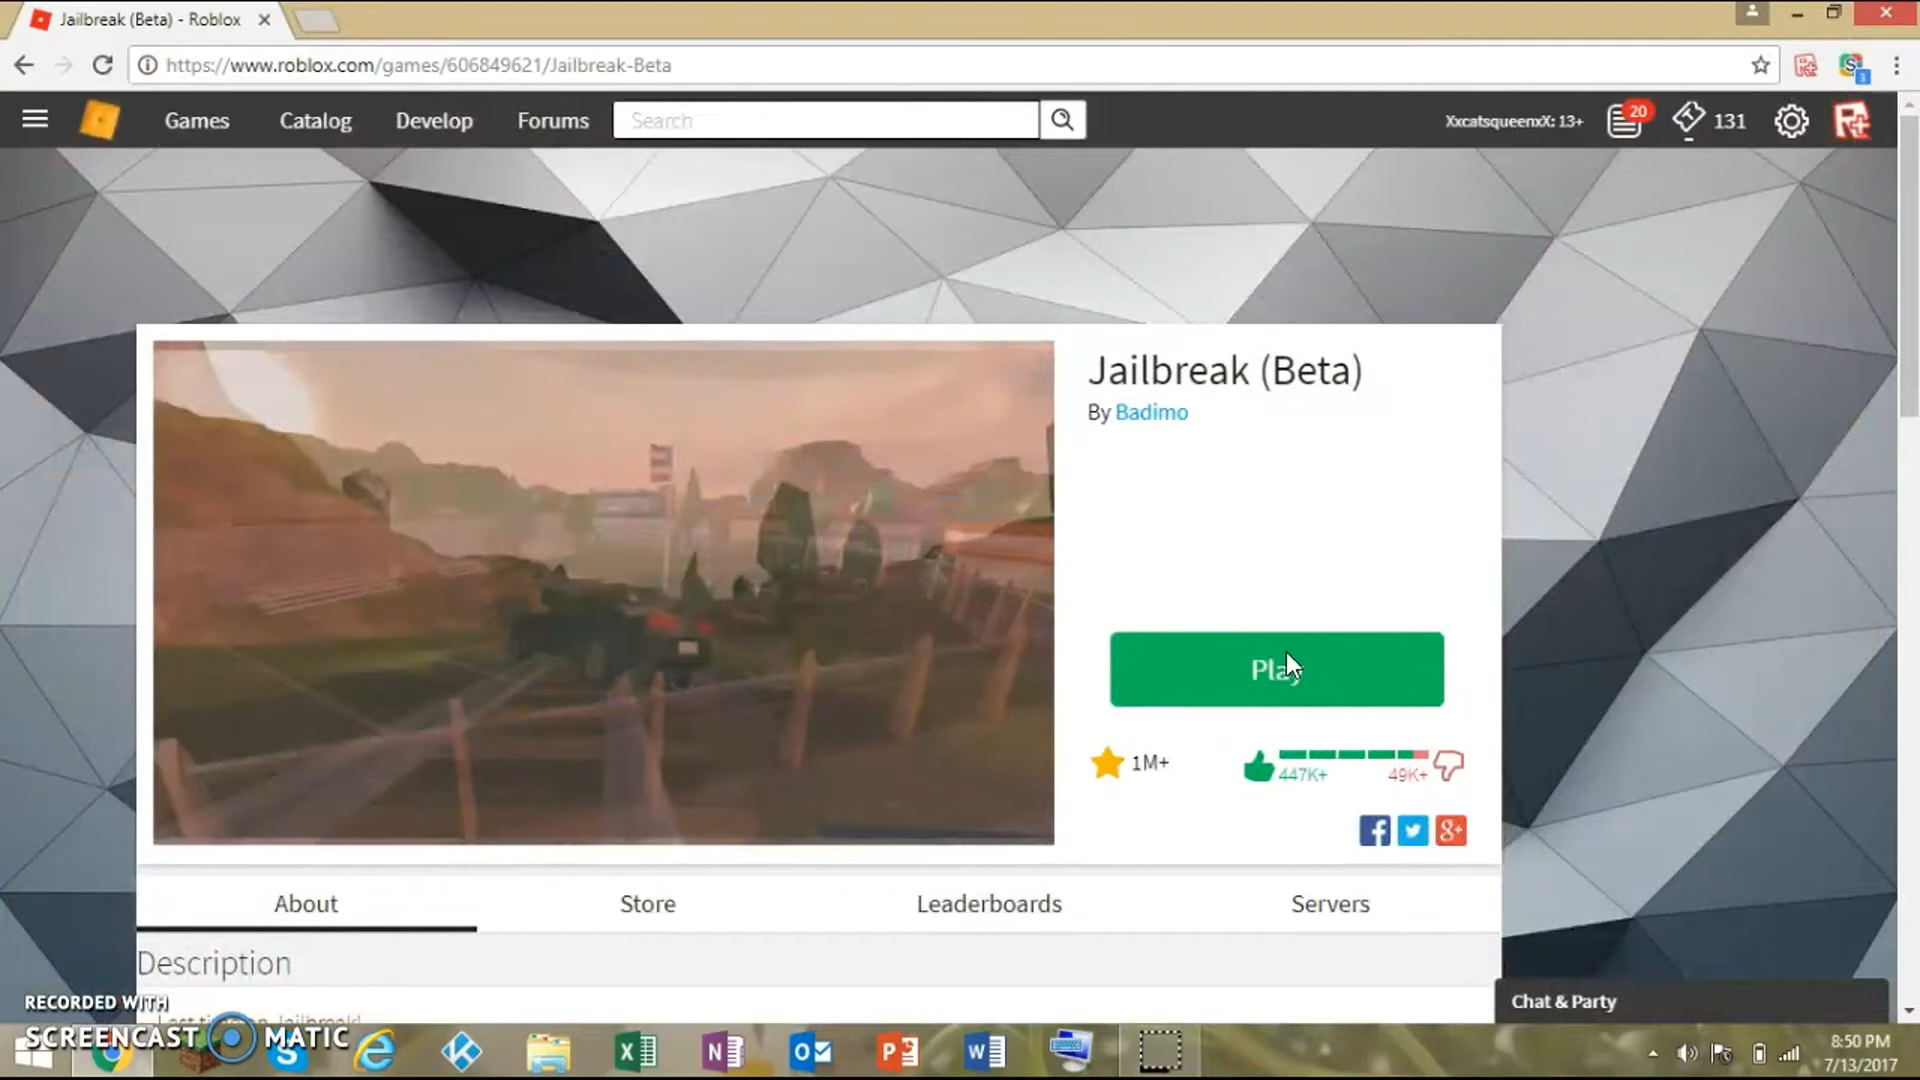 Jailbreak (Beta) - Roblox
https://www.roblox.com/games/606849621/Jailbreak-Beta
3
Games Catalog Develop Forums Search XxcatsqueenxX: 13+ 20 131
R+
Jailbreak (Beta)
By Badimo
Play
1M+ 447K+ 49K+
About Store Leaderboards Servers
Description
Jailbreak!
Chat & Party
RECORDED WITH
SCREENCAST MATIC
8:50 PM
7/13/2017